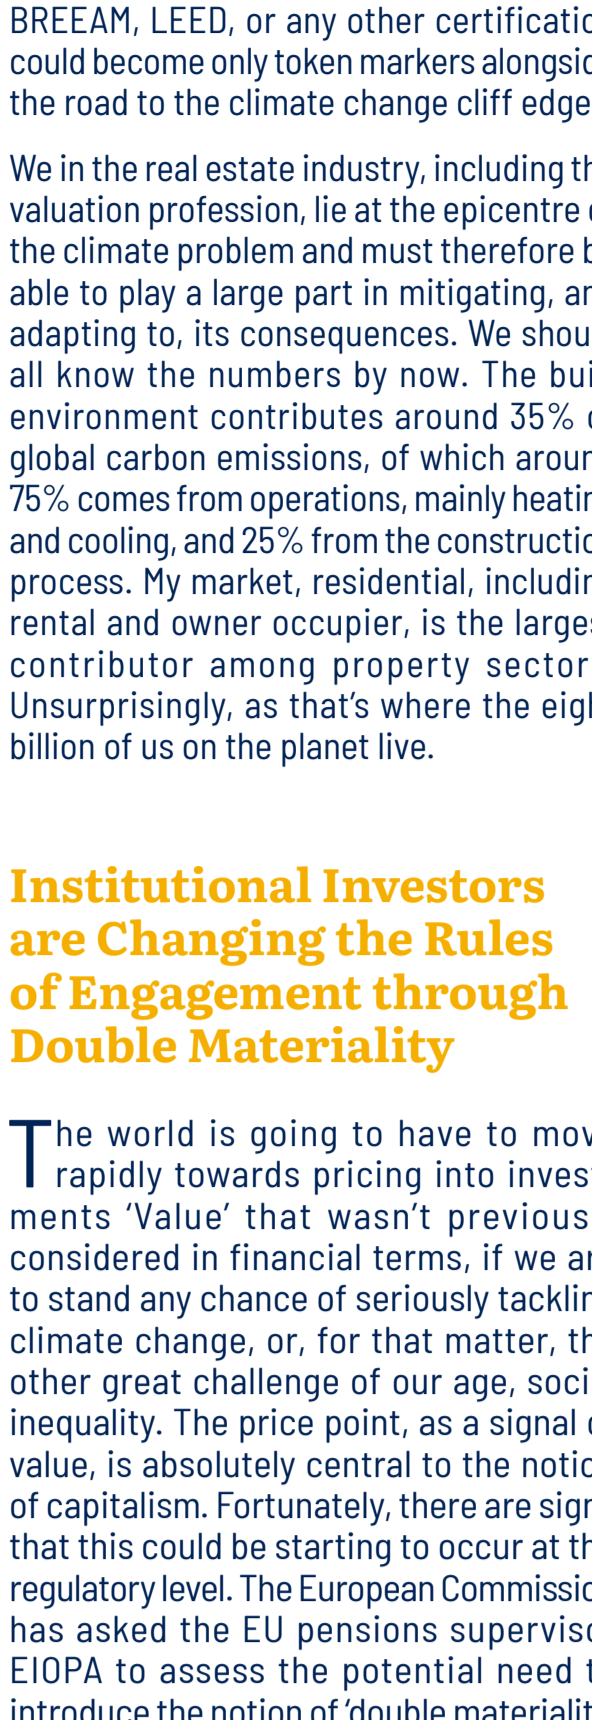 BREEAM, LEED, or any other certificatio
could become only token markers alongsid
the road to the climate change cliff edge
We in the real estate industry, including th
valuation profession, lie at the epicentre
the climate problem and must therefore b
able to play a large part in mitigating, an
adapting to, its consequences. We shou
all know the numbers by now. The bui
environment contributes around 35%
global carbon emissions, of which aroun
75% comes from operations, mainly heatin
and cooling, and 25% from the constructio
process. My market, residential, includin
rental and owner occupier, is the larges
contributor among property sector
Unsurprisingly, as that’s where the eigh
billion of us on the planet live.
Institutional Investors
are Changing the Rules
of Engagement through
Double Materiality
The world is going to have to mov
rapidly towards pricing into invest
ments ‘Value’ that wasn’t previous
considered in financial terms, if we ar
to stand any chance of seriously tacklin
climate change, or, for that matter, th
other great challenge of our age, soci
inequality. The price point, as a signal
value, is absolutely central to the notio
of capitalism. Fortunately, there are sign
that this could be starting to occur at th
regulatory level. The European Commissio
has asked the EU pensions superviso
EIOPA to assess the potential need t
introduce the notion of ‘double materialit